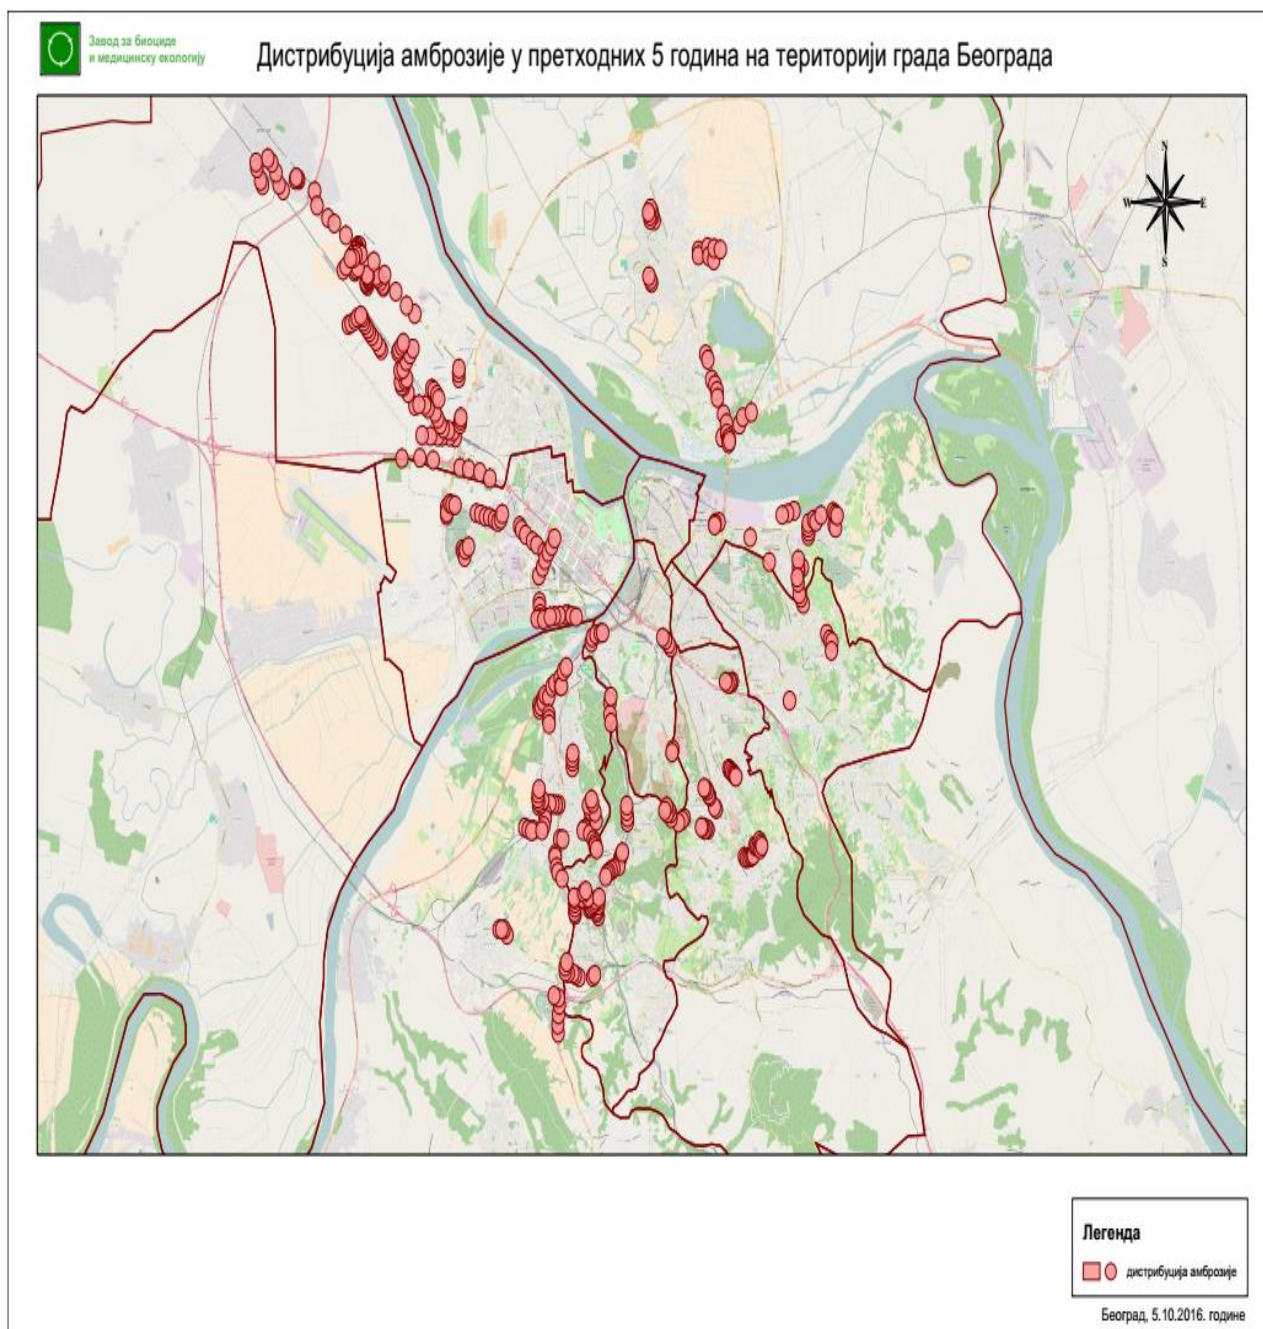 Завод за биоциде
и медицинску екологију
Дистрибуција амброзије у претходних 5 година на територији града Београда
N
W E
S
Легенда
дистрибуција амброзије
Београд, 5.10.2016. године